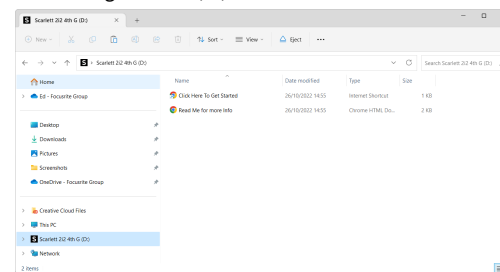 Scarlett 2i2 4th G (D:)
New
Sort
View
Eject
Scarlett 2i2 4th G (D:)
Search Scarlett 2i2 4th G (D:)
Name
Date modified
Type
Size
Home
Ed - Focusrite Group
Click Here To Get Started
26/10/2022 14:55
Internet Shortcut
1 KB
Read Me for more Info
26/10/2022 14:55
Chrome HTML Do...
2 KB
Desktop
Downloads
Pictures
Screenshots
OneDrive - Focusrite Group
Creative Cloud Files
This PC
Scarlett 2i2 4th G (D:)
Network
2 items